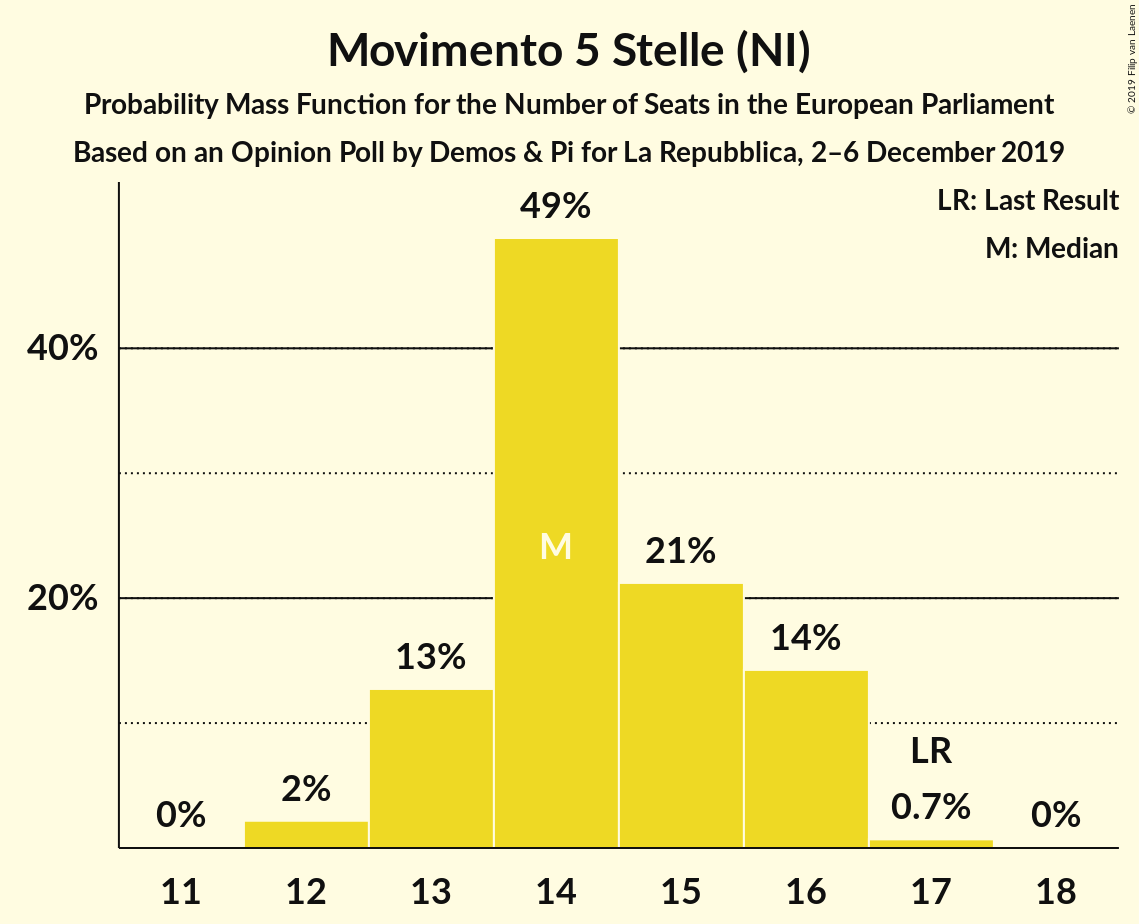 Movimento 5 Stelle (NI)
Probability Mass Function for the Number of Seats in the European Parliament
Based on an Opinion Poll by Demos & Pi for La Repubblica, 2–6 December 2019
© 2019 Filip van Laenen
LR: Last Result
M: Median
49%
40%
M
21%
20%
14%
13%
LR
2%
0.7%
0%
0%
11 12 13 14 15 16 17 18